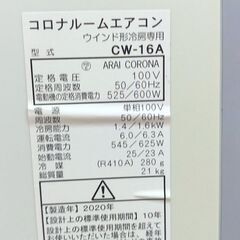 コロナルームエアコン
ウインド形冷房専用
型式 CW-16A
ARAI CORONA
定格電圧 100V
定格周波数 50/60Hz
電動機の定格消費電力 525/600W
電源 単相100V
周波数 50/60Hz
冷房能力 1.4/1.6kW
運転電流 6.0/6.3A
消費電力 545/625W
始動電流 25/23A
冷媒 (R410A) 280g
総質量 21kg
【製造年】2020年
【設計上の標準使用期間】10年
設計上の標準使用期間を超えて